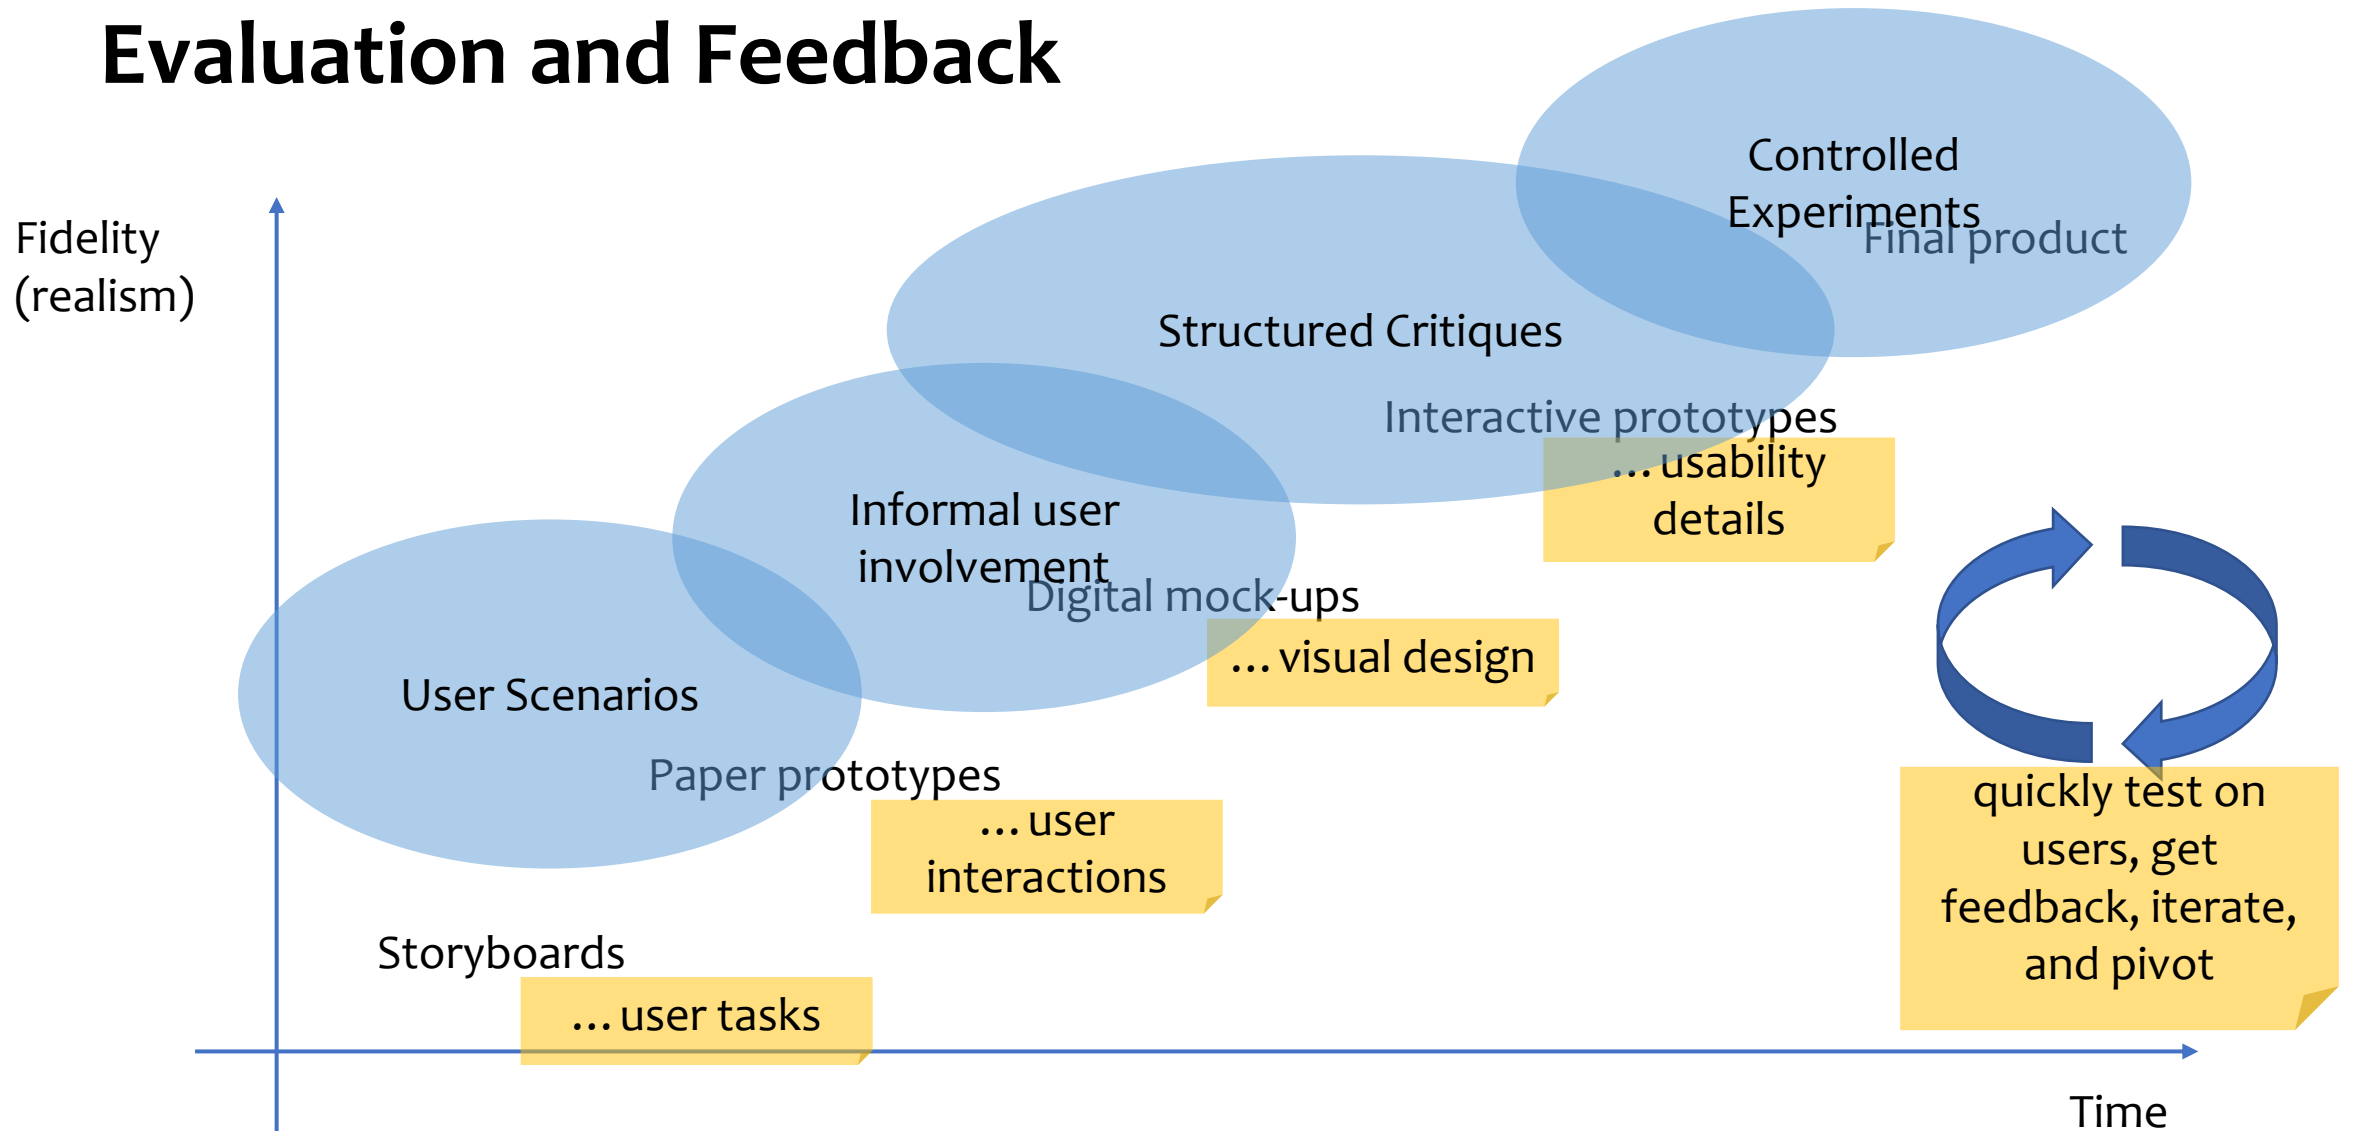 Evaluation and Feedback
Fidelity
(realism)
Controlled
Experiments
Final product
Structured Critiques
Interactive prototypes
... usability
details
Informal user
involvement
Digital mock-ups
... visual design
User Scenarios
Paper prototypes
... user
interactions
Storyboards
... user tasks
quickly test on
users, get
feedback, iterate,
and pivot
Time